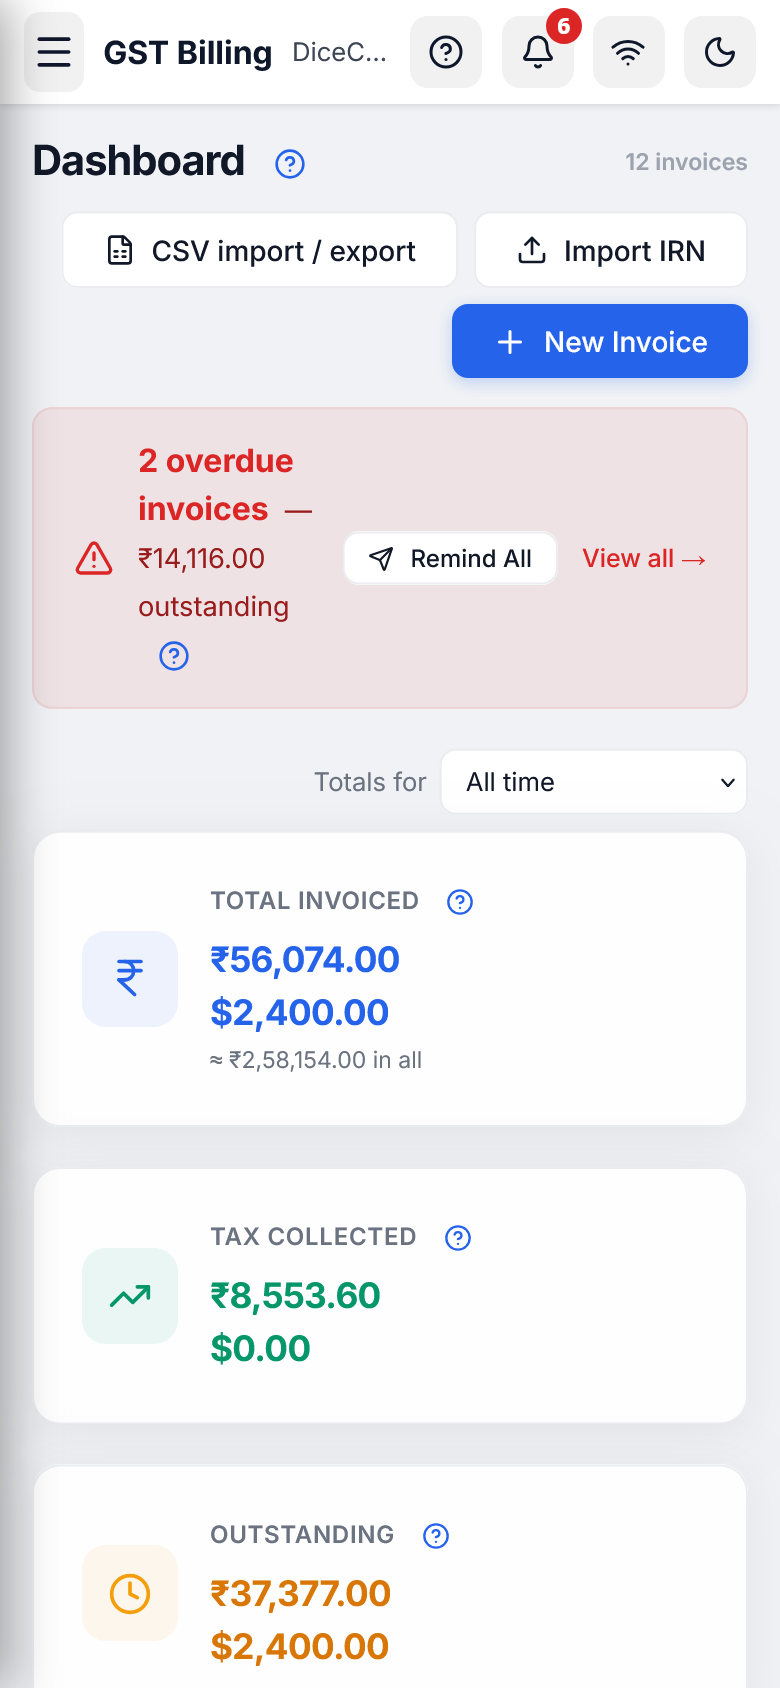 GST Billing DiceC...
6
Dashboard
12 invoices
CSV import / export
Import IRN
New Invoice
2 overdue
invoices —
₹14,116.00
outstanding
Remind All
View all →
Totals for
All time
TOTAL INVOICED
₹56,074.00
$2,400.00
≈ ₹2,58,154.00 in all
TAX COLLECTED
₹8,553.60
$0.00
OUTSTANDING
₹37,377.00
$2,400.00